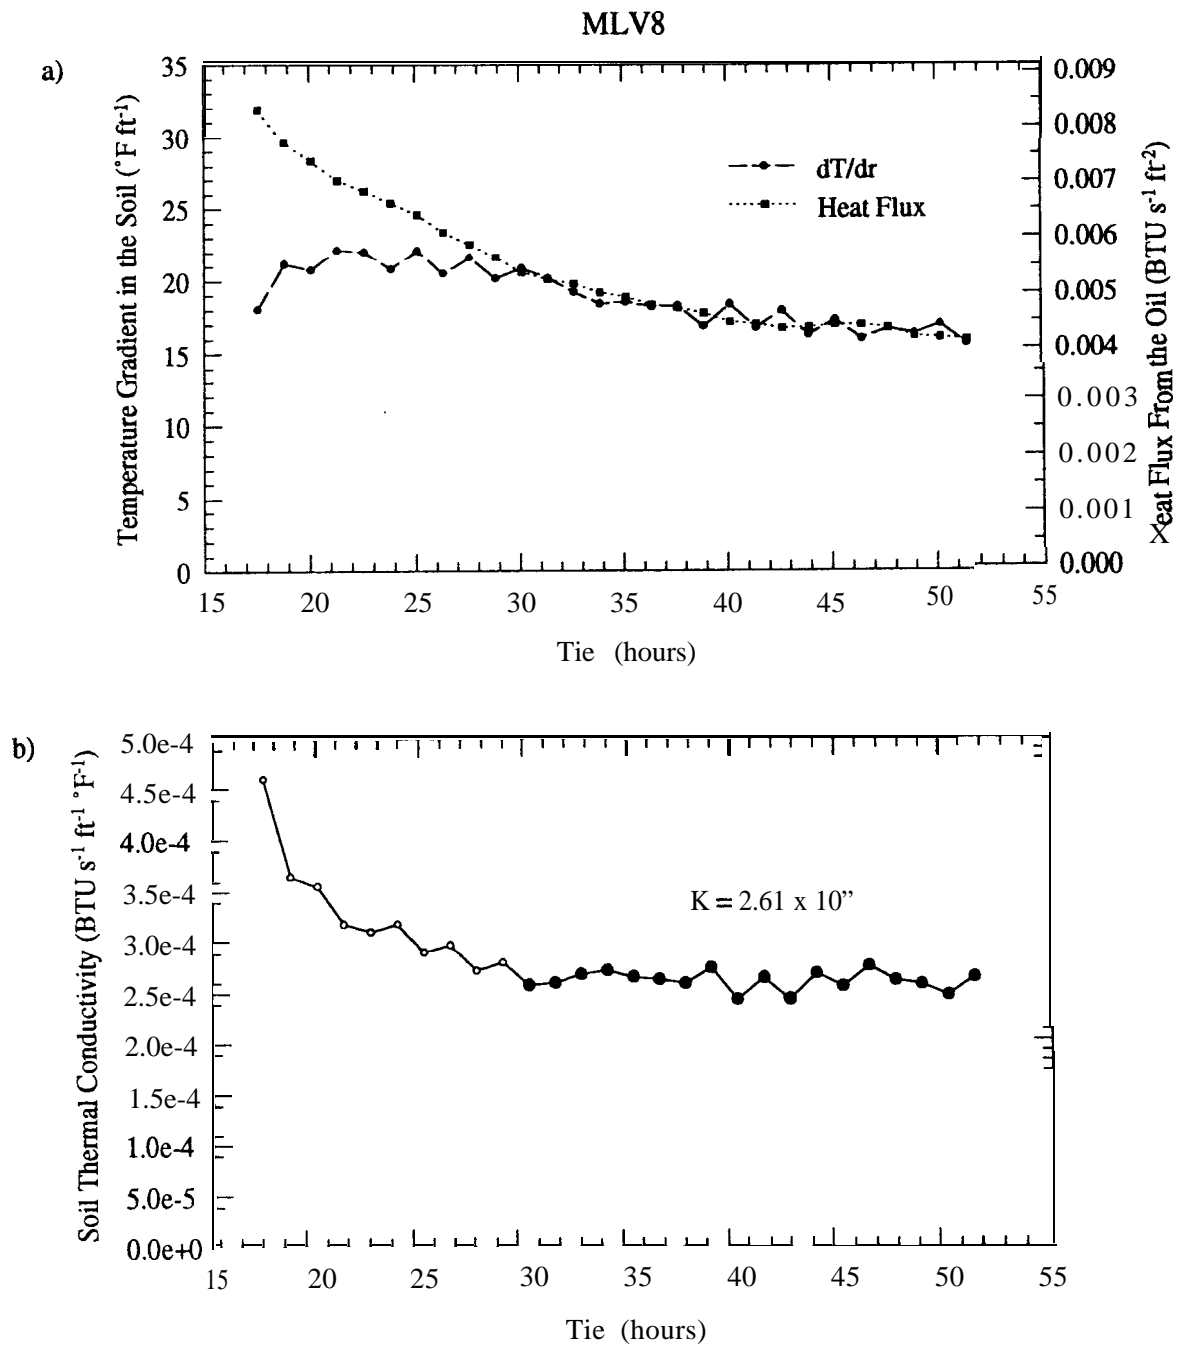 MLV8
a)
Temperature Gradient in the Soil (°F ft-1)
35
30
25
20
15
10
5
0
dT/dr
Heat Flux
0.009
0.008
0.007
0.006
0.005
0.004
0.003
0.002
0.001
0.000
Xeat Flux From the Oil (BTU s-1 ft-2)
15 20 25 30 35 40 45 50 55
Tie (hours)
b)
Soil Thermal Conductivity (BTU s-1 ft-1 °F-1)
5.0e-4
4.5e-4
4.0e-4
3.5e-4
3.0e-4
2.5e-4
2.0e-4
1.5e-4
1.0e-4
5.0e-5
0.0e+0
K = 2.61 x 10”
15 20 25 30 35 40 45 50 55
Tie (hours)